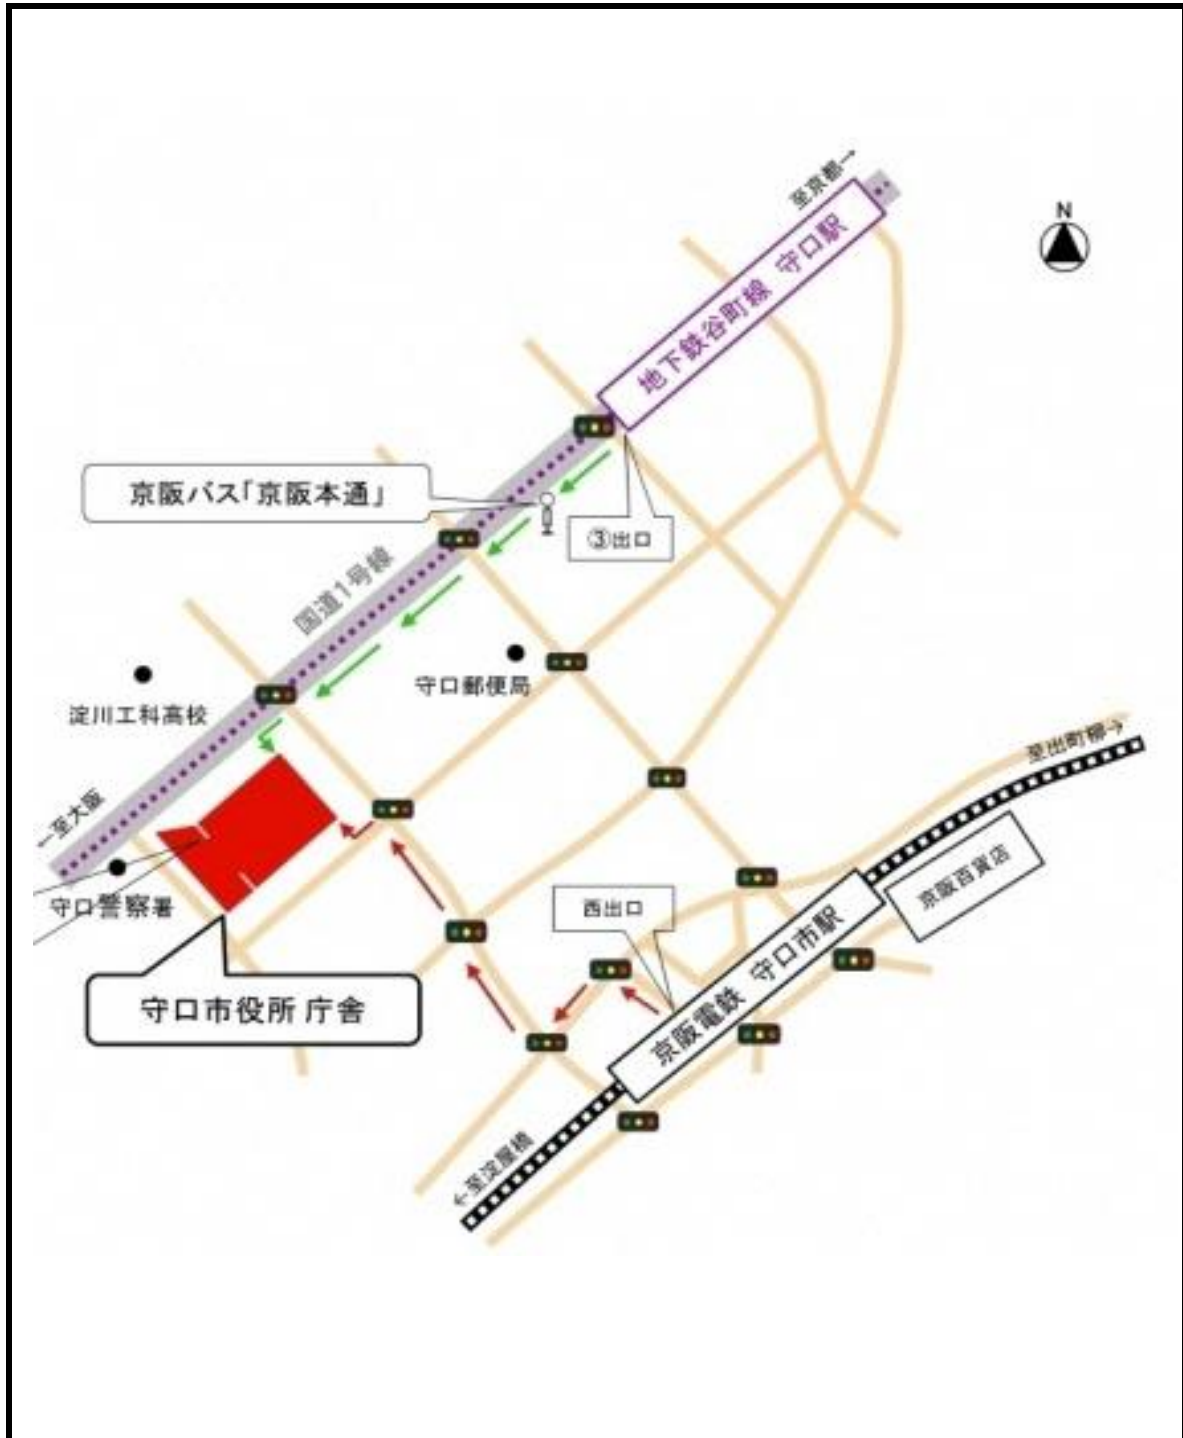 至京都→
N
地下鉄谷町線 守口駅
京阪バス「京阪本通」
③出口
国道1号線
守口郵便局
淀川工科高校
至出町柳→
←至大阪
京阪百貨店
守口警察署
西出口
京阪電鉄 守口市駅
守口市役所 庁舎
←至淀屋橋